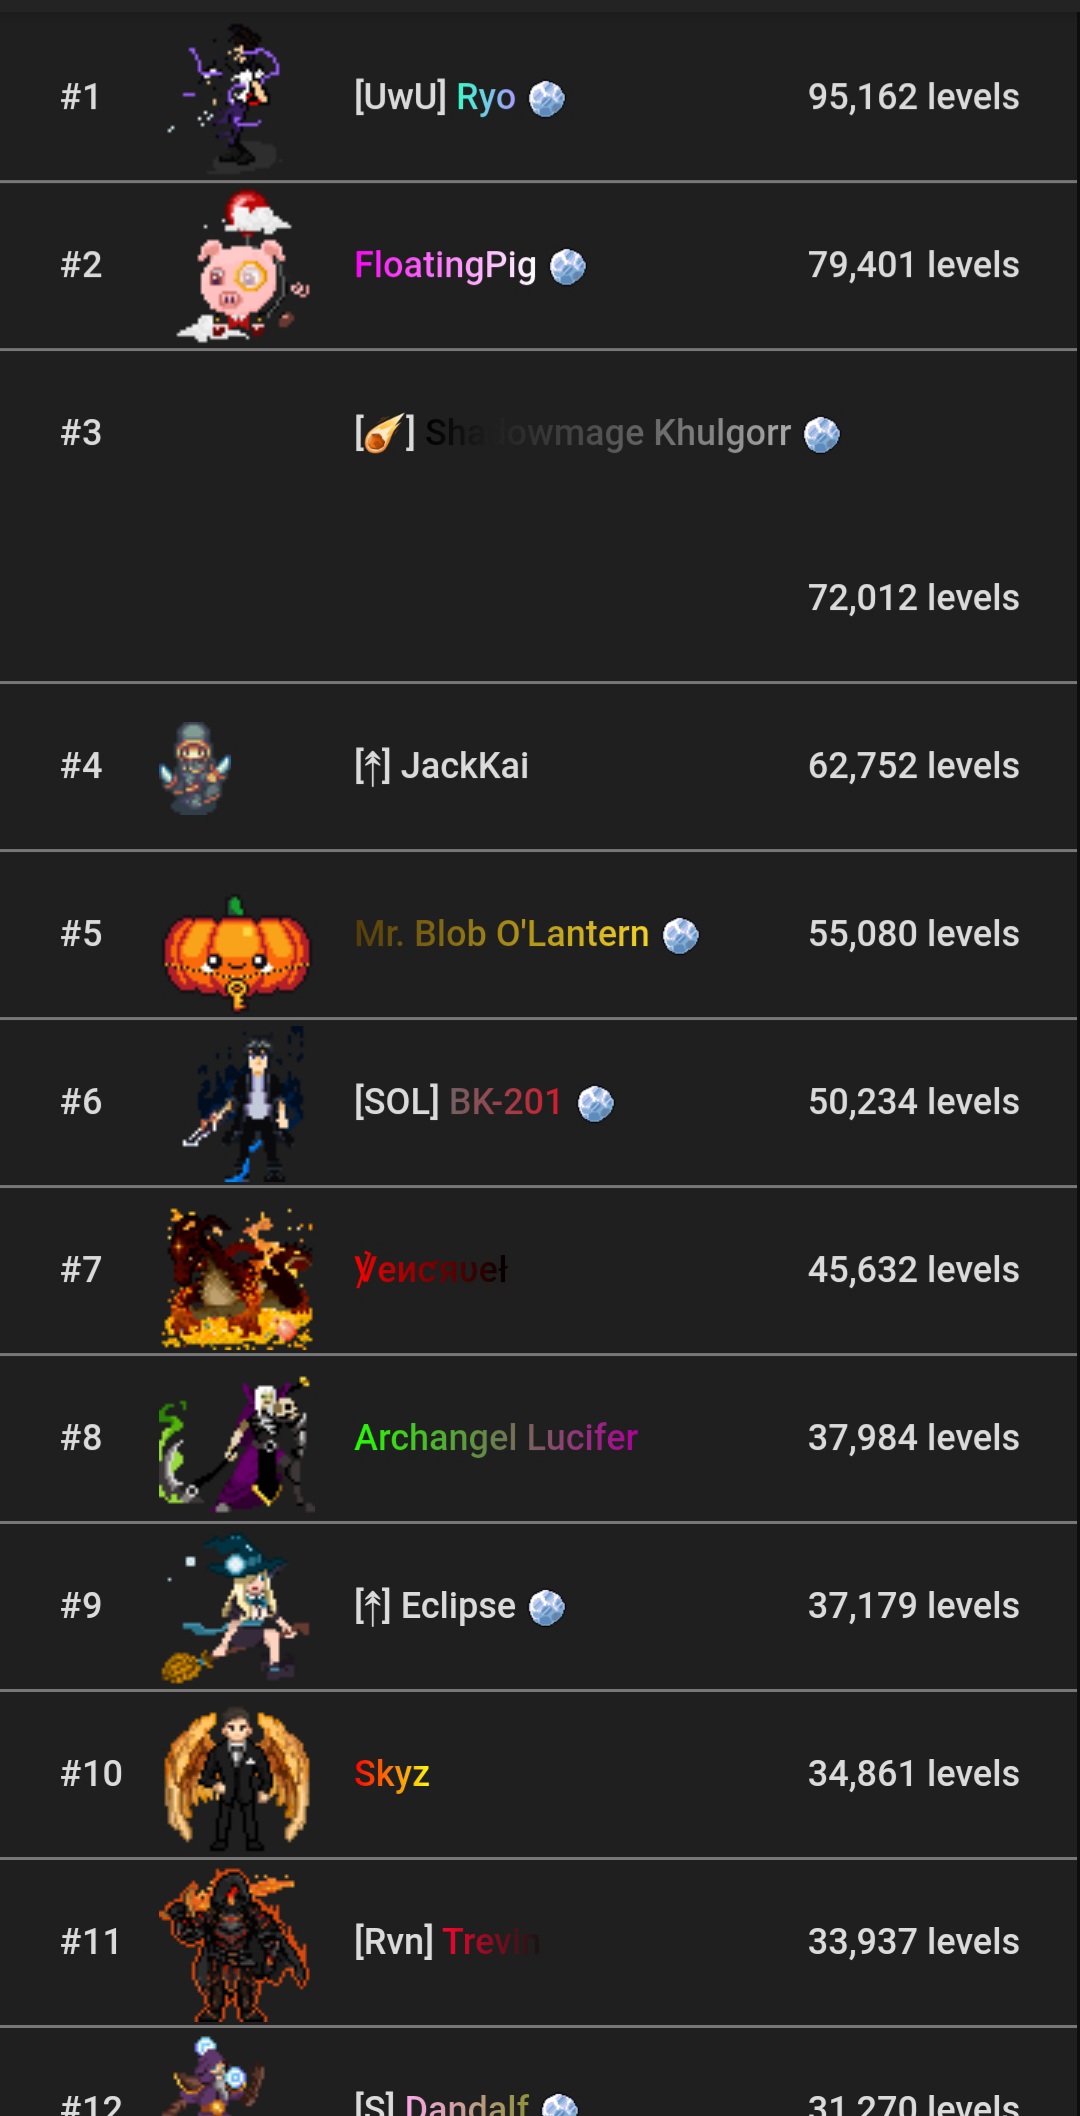 #1 [UwU] Ryo 95,162 levels
#2 FloatingPig 79,401 levels
#3 [☄️] Shadowmage Khulgorr
72,012 levels
#4 [⇞] JackKai 62,752 levels
#5 Mr. Blob O'Lantern 55,080 levels
#6 [SOL] BK-201 50,234 levels
#7 45,632 levels
#8 Archangel Lucifer 37,984 levels
#9 [⇞] Eclipse 37,179 levels
#10 Skyz 34,861 levels
#11 [Rvn] Trevin 33,937 levels
#12 [S] Dandalf 31,270 levels